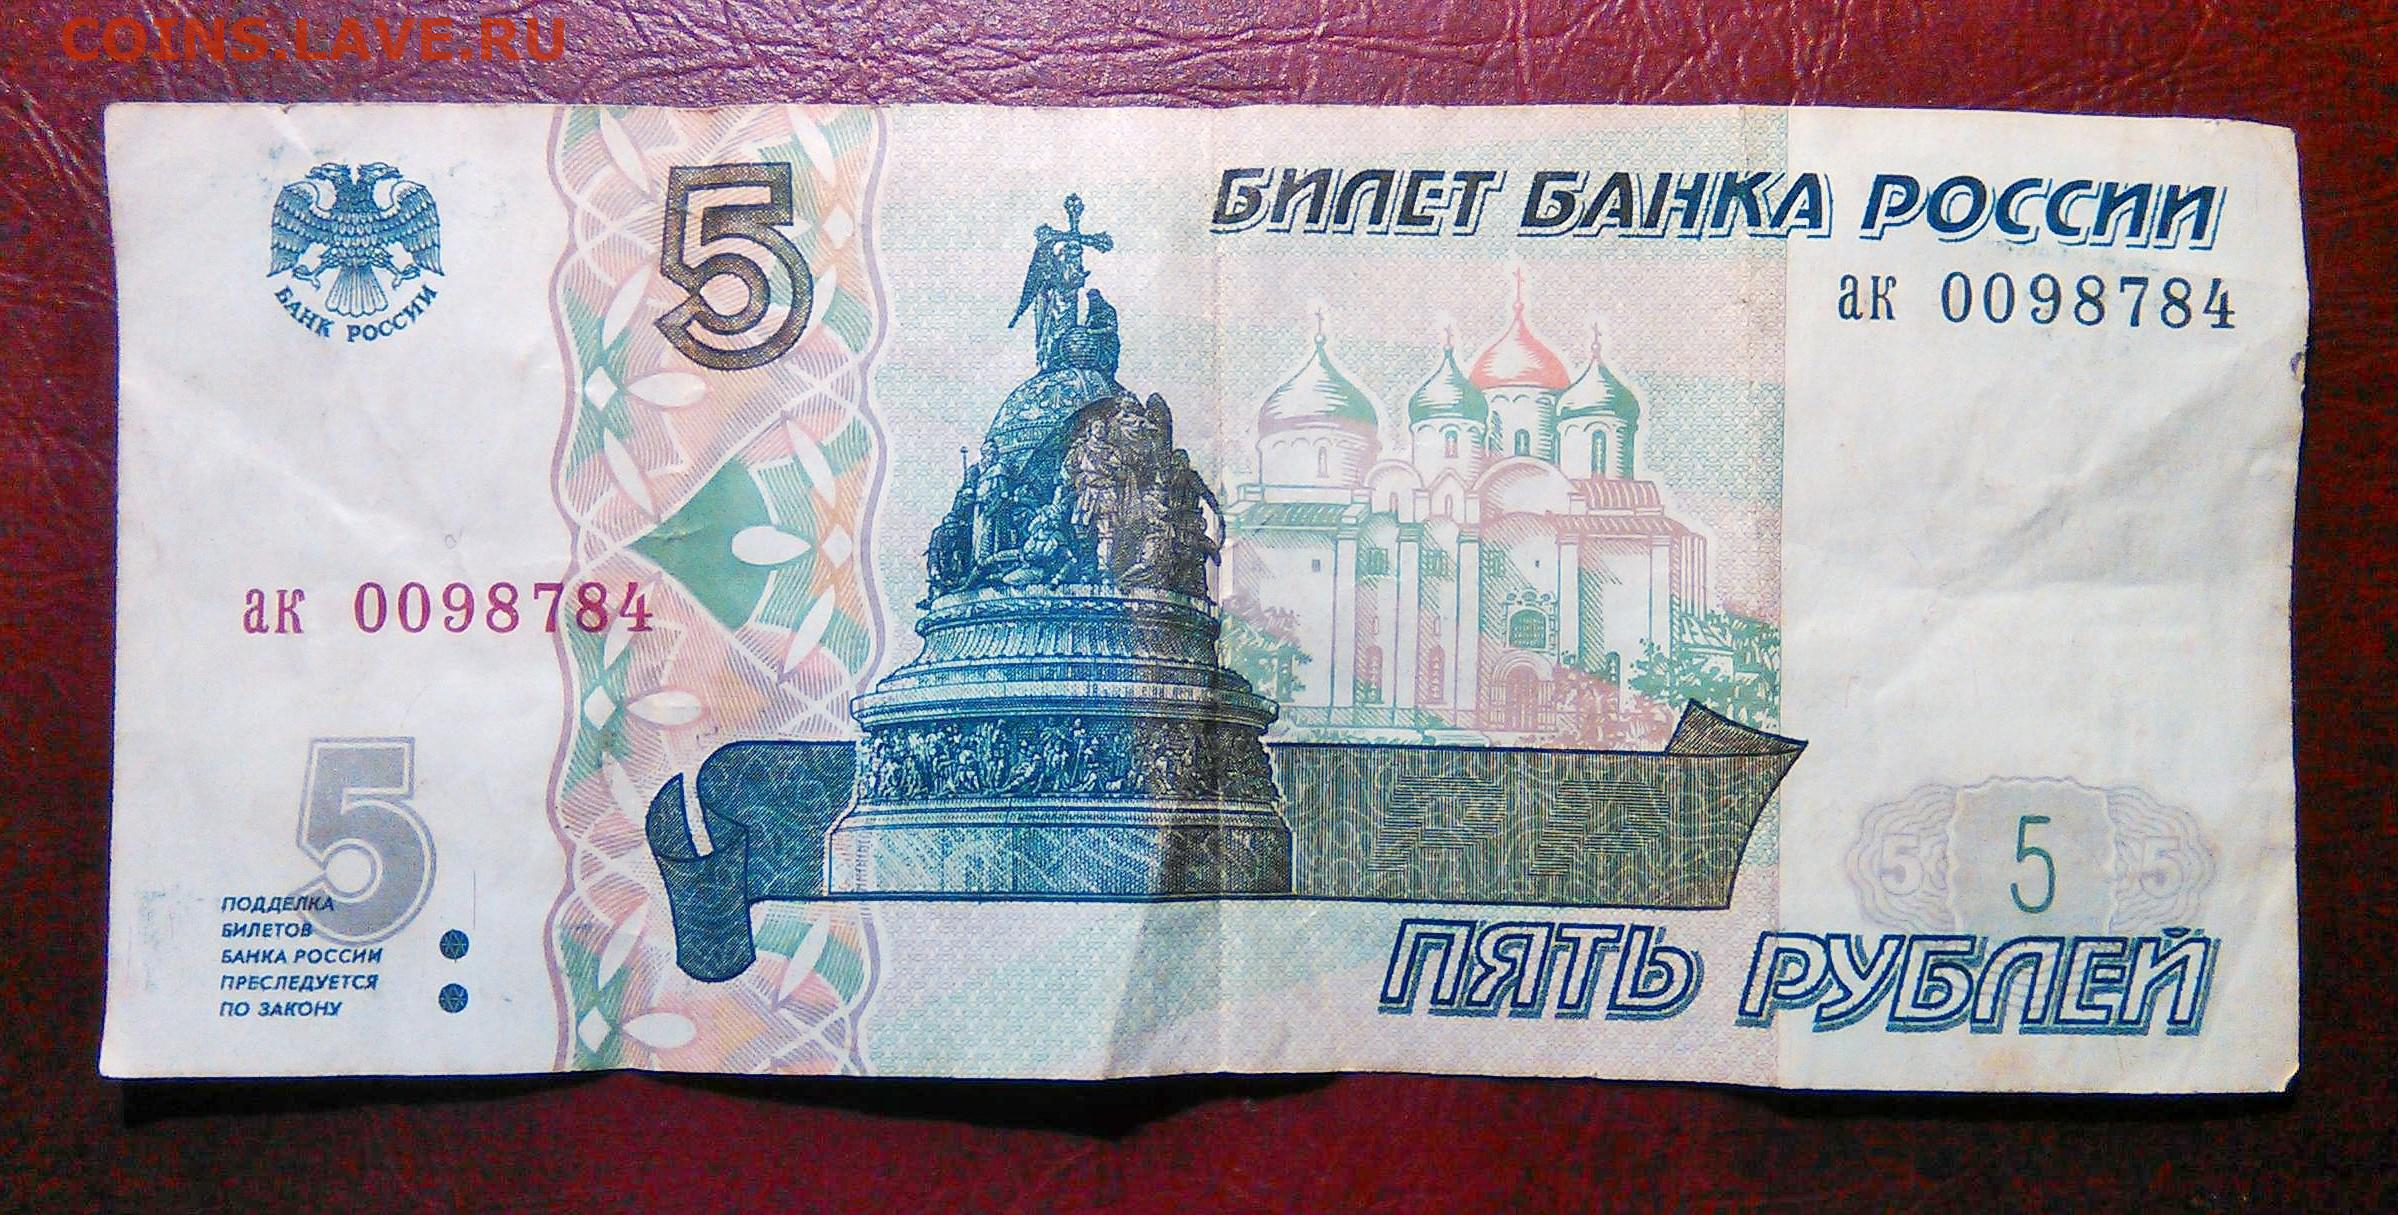 COINS.LAVE.RU
5
БИЛЕТ БАНКА РОССИИ
БАНК РОССИИ
ак 0098784
ак 0098784
5
ПОДДЕЛКА
БИЛЕТОВ
БАНКА РОССИИ
ПРЕСЛЕДУЕТСЯ
ПО ЗАКОНУ
5 5 5
ПЯТЬ РУБЛЕЙ